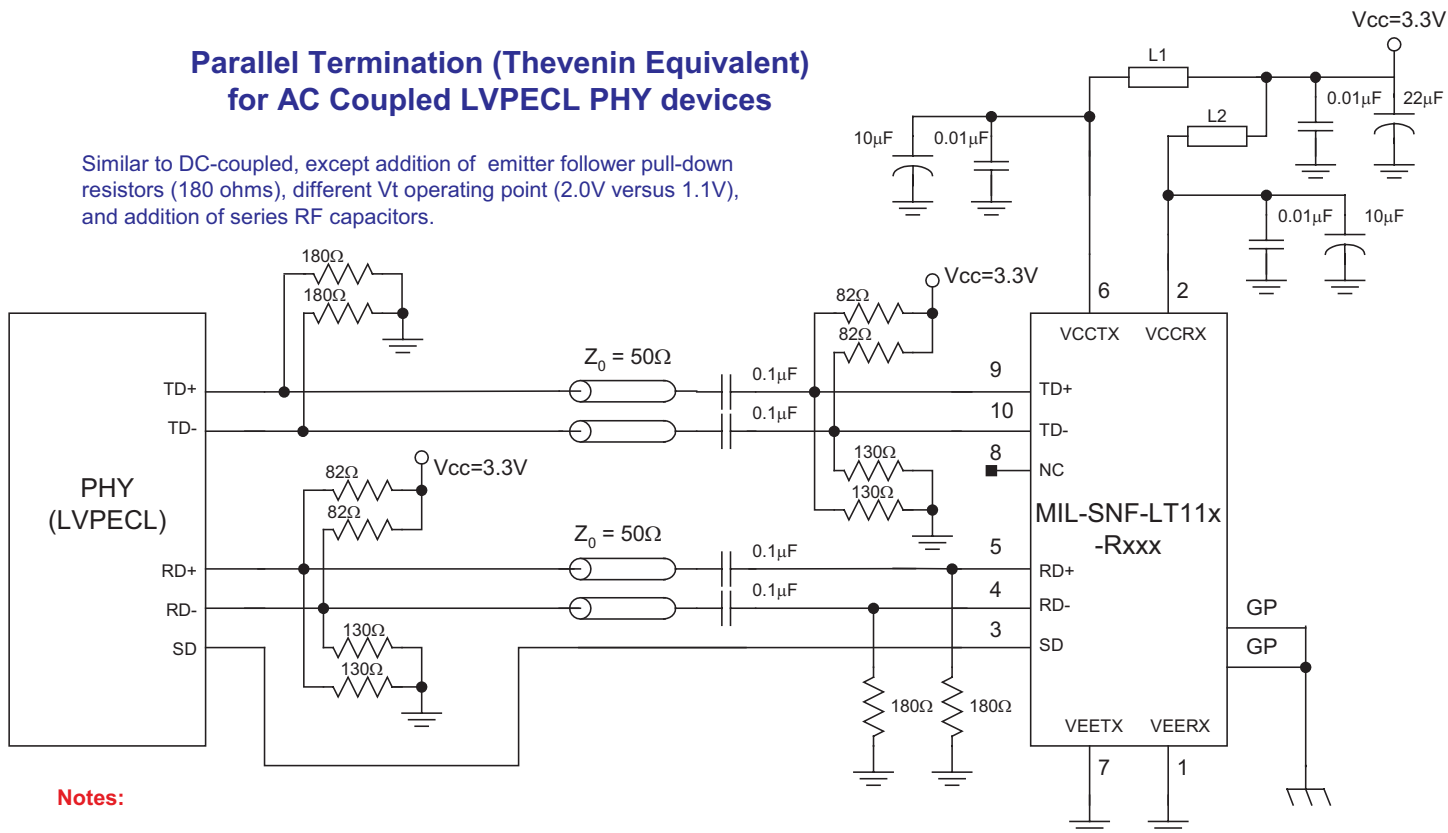 Vcc=3.3V
Parallel Termination (Thevenin Equivalent)
for AC Coupled LVPECL PHY devices
L1
0.01µF
22µF
L2
10µF
0.01µF
Similar to DC-coupled, except addition of emitter follower pull-down
resistors (180 ohms), different Vt operating point (2.0V versus 1.1V),
and addition of series RF capacitors.
0.01µF
10µF
180Ω
180Ω
Vcc=3.3V
82Ω
82Ω
6
2
VCCTX
VCCRX
Z0 = 50Ω
0.1µF
9
TD+
TD+
0.1µF
10
TD-
TD-
8
NC
130Ω
130Ω
Vcc=3.3V
82Ω
82Ω
PHY
(LVPECL)
MIL-SNF-LT11x
-Rxxx
Z0 = 50Ω
0.1µF
5
RD+
RD+
0.1µF
4
RD-
RD-
3
SD
SD
130Ω
130Ω
GP
GP
180Ω
180Ω
VEETX
VEERX
7
1
Notes: